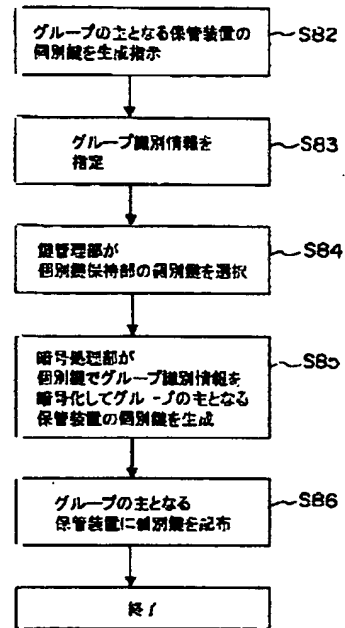 グループの主となる保管装置の
個別鍵を生成指示
S82
グループ識別情報を
指定
S83
鍵管理部が
個別鍵保持部の個別鍵を選択
S84
暗号処理部が
個別鍵でグループ識別情報を
暗号化してグループの主となる
保管装置の個別鍵を生成
S85
グループの主となる
保管装置に個別鍵を配布
S86
終了